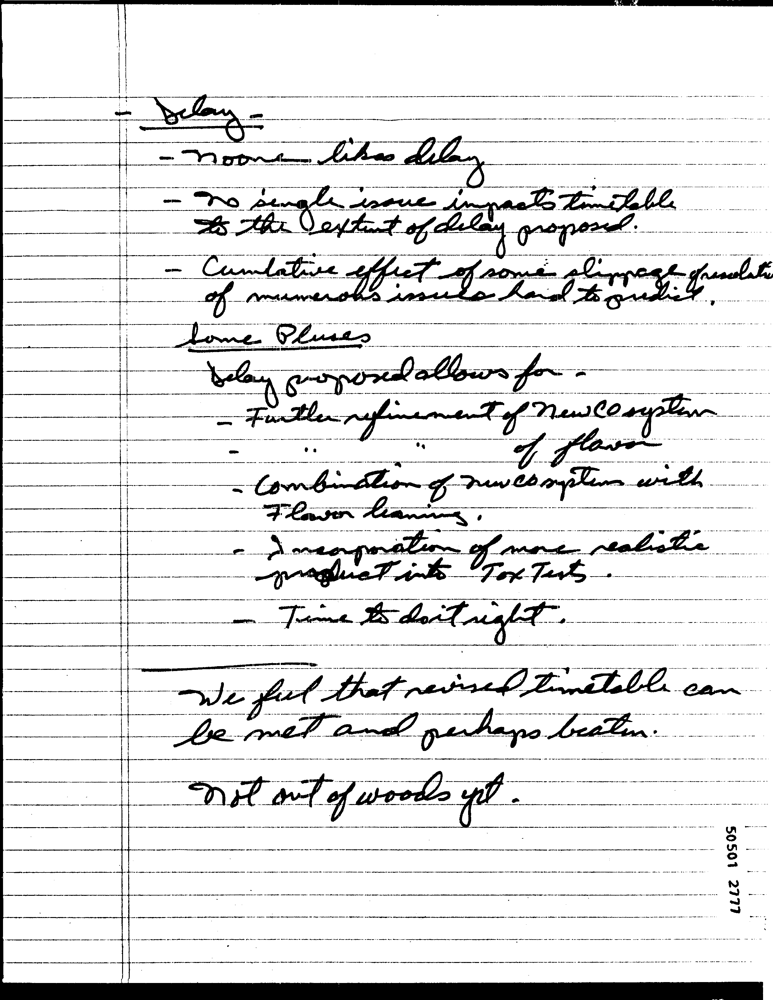 - Delay -
- Noone likes delay
- No single issue impacts timetable
to the extent of delay proposed.
- Cumlative effect of some slippage &
of numerous issues hard to predict.
Some Pluses
Delay proposed allows for -
- Further refinement of new CO system
- " " of flavor
- Combination of new CO systems with
Flavor learning.
- Incorporation of more realistic
product into Tox Tests.
- Time to do it right.
We feel that revised timetable can
be met and perhaps beaten.
Not out of woods yet.
50501 2777